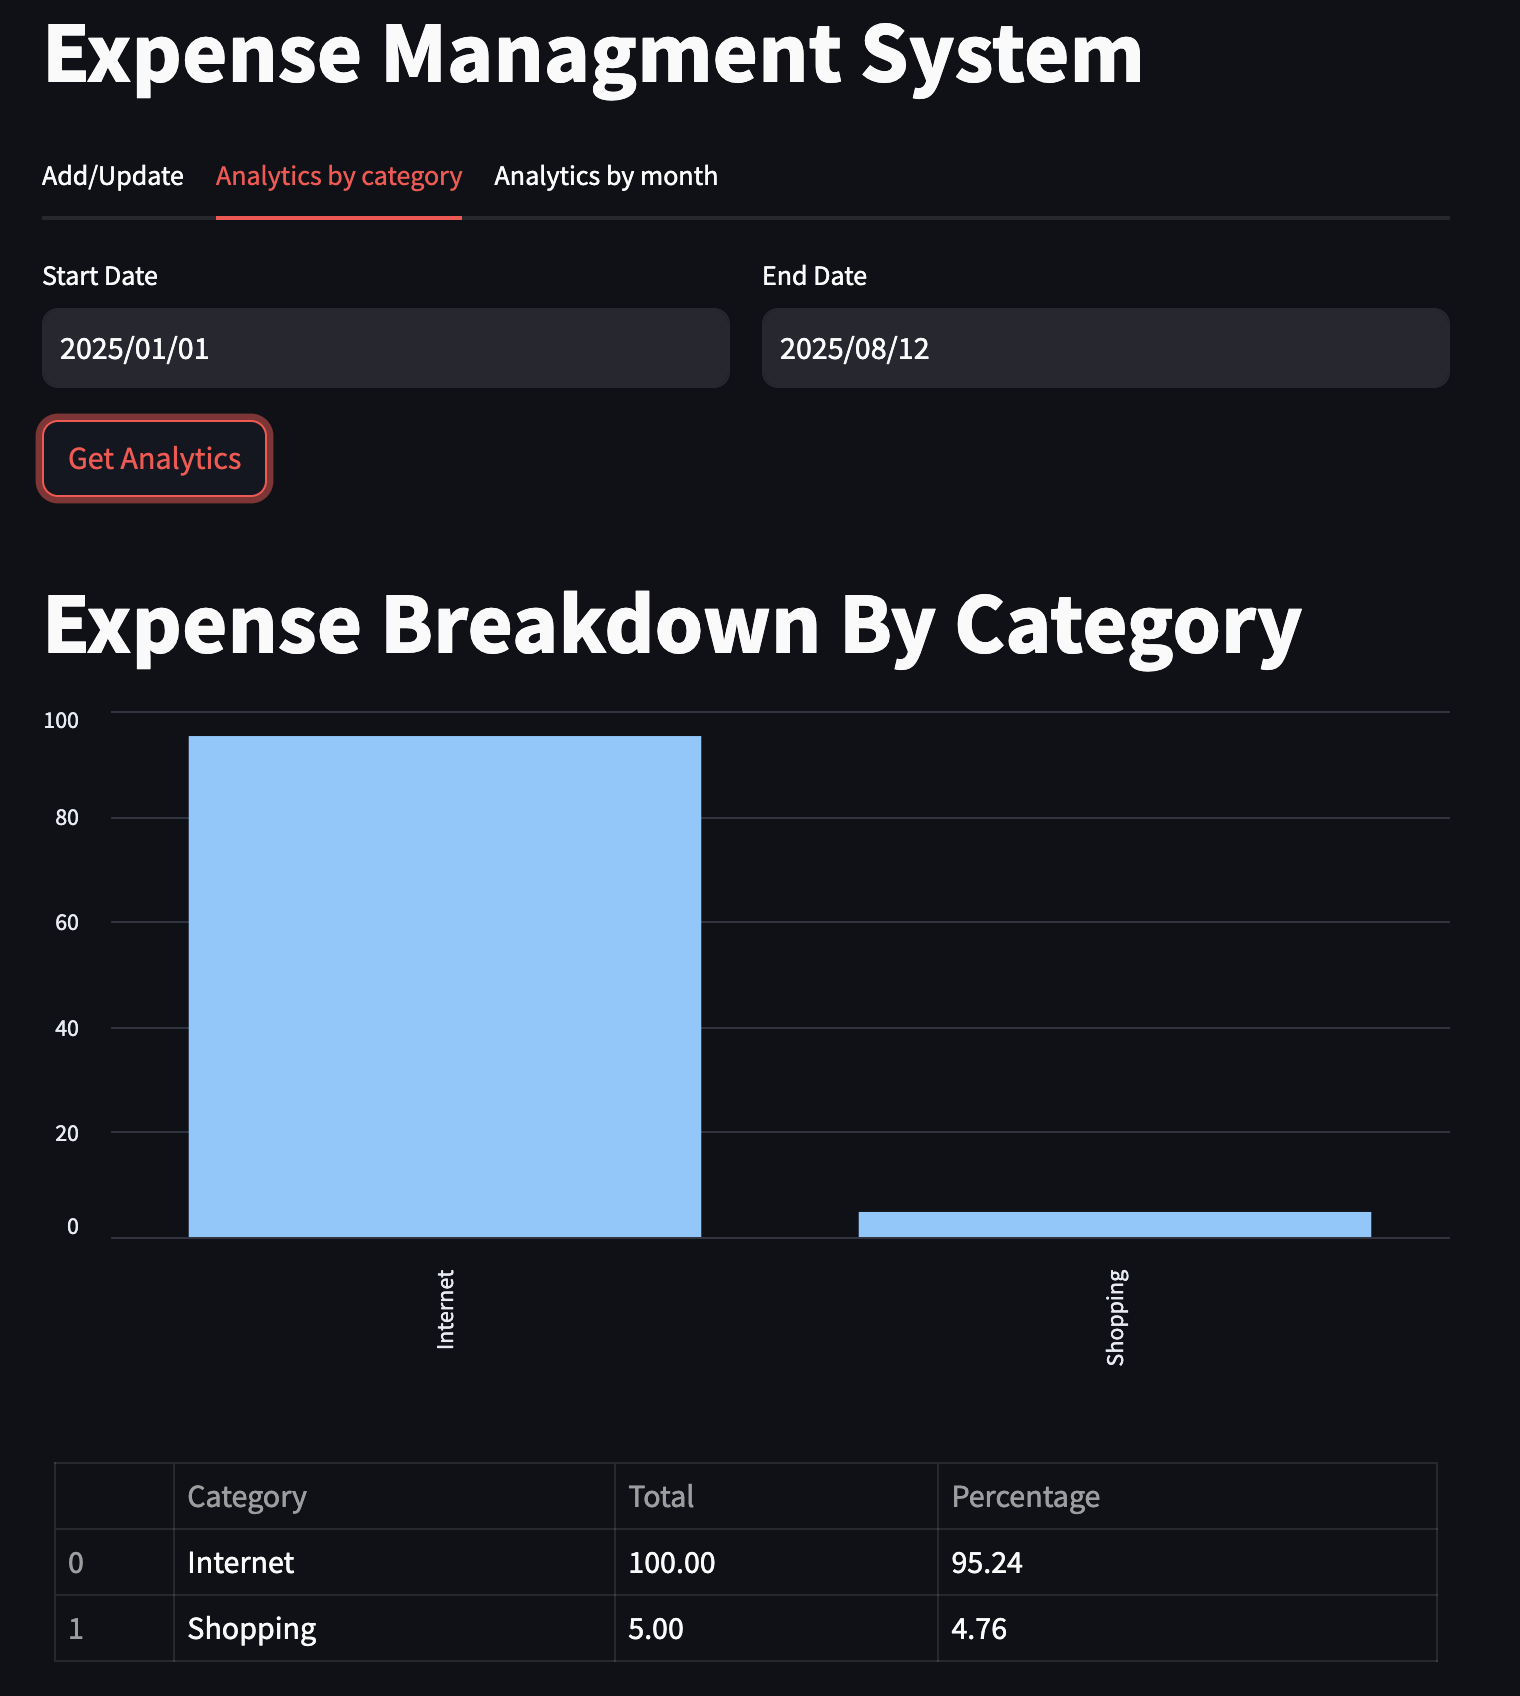 Expense Managment System
Add/Update Analytics by category Analytics by month
Start Date End Date
2025/01/01 2025/08/12
Get Analytics
Expense Breakdown By Category
100
80
60
40
20
0
Internet Shopping
Category Total Percentage
0 Internet 100.00 95.24
1 Shopping 5.00 4.76